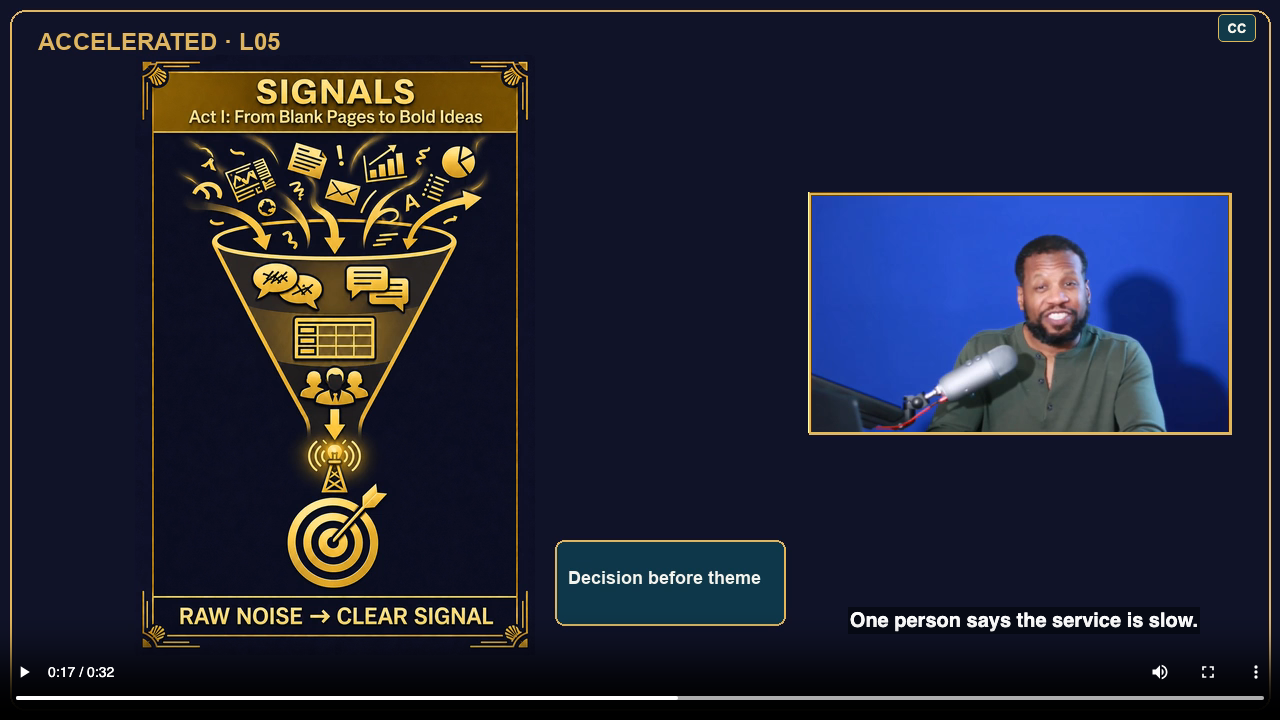 ACCELERATED · L05
CC
SIGNALS
Act I: From Blank Pages to Bold Ideas
!
A
RAW NOISE → CLEAR SIGNAL
Decision before theme
One person says the service is slow.
0:17 / 0:32